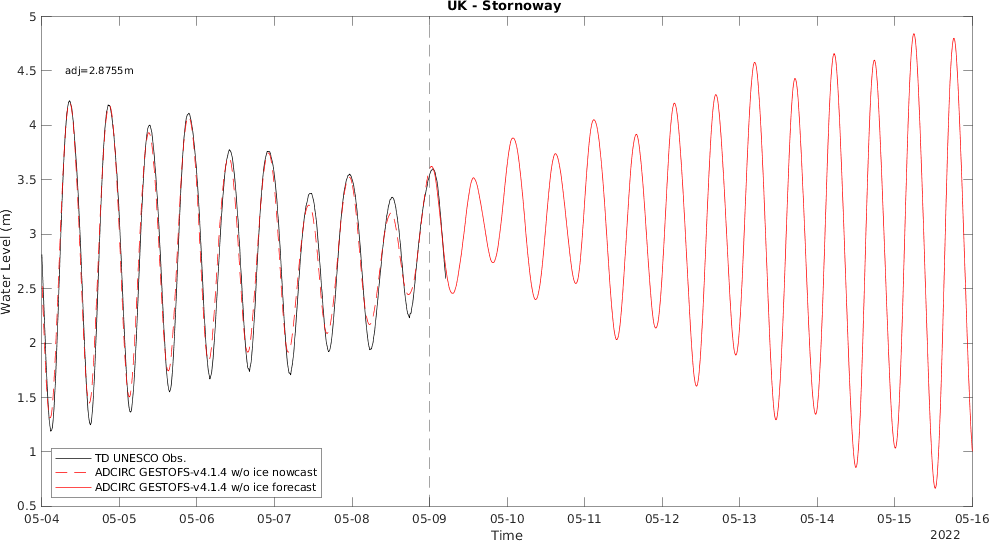 UK - Stornoway
5
4.5
4
3.5
3
2.5
2
1.5
1
0.5
Water Level (m)
adj=2.8755m
TD UNESCO Obs.
ADCIRC GESTOFS-v4.1.4 w/o ice nowcast
ADCIRC GESTOFS-v4.1.4 w/o ice forecast
05-04 05-05 05-06 05-07 05-08 05-09 05-10 05-11 05-12 05-13 05-14 05-15 05-16
Time
2022